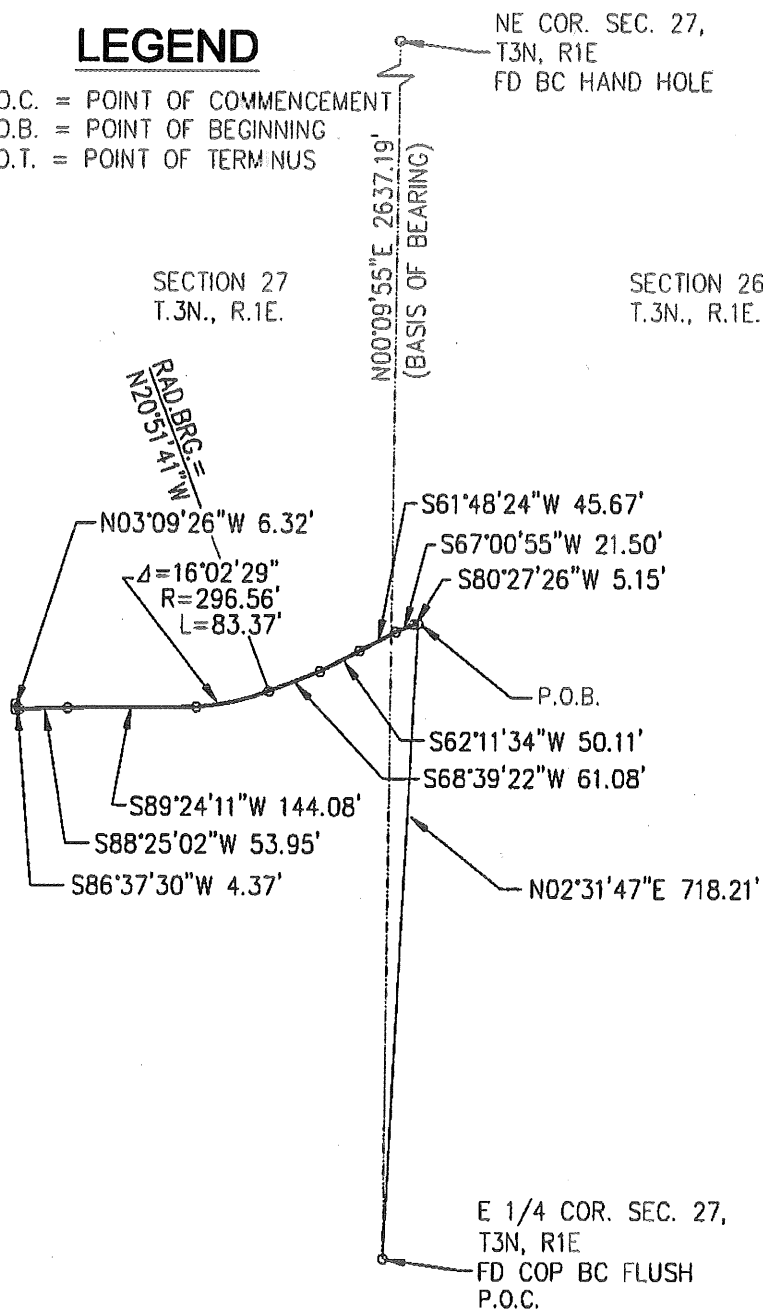 LEGEND
O.C. = POINT OF COMMENCEMENT
O.B. = POINT OF BEGINNING
O.T. = POINT OF TERMINUS
NE COR. SEC. 27,
T3N, R1E
FD BC HAND HOLE
N00°09'55"E 2637.19'
(BASIS OF BEARING)
SECTION 27
T.3N., R.1E.
SECTION 26
T.3N., R.1E.
RAD.BRG.=
N20°51'41"W
N03°09'26"W 6.32'
Δ=16°02'29"
R=296.56'
L=83.37'
S61°48'24"W 45.67'
S67°00'55"W 21.50'
S80°27'26"W 5.15'
P.O.B.
S62°11'34"W 50.11'
S68°39'22"W 61.08'
S89°24'11"W 144.08'
S88°25'02"W 53.95'
S86°37'30"W 4.37'
N02°31'47"E 718.21'
E 1/4 COR. SEC. 27,
T3N, R1E
FD COP BC FLUSH
P.O.C.